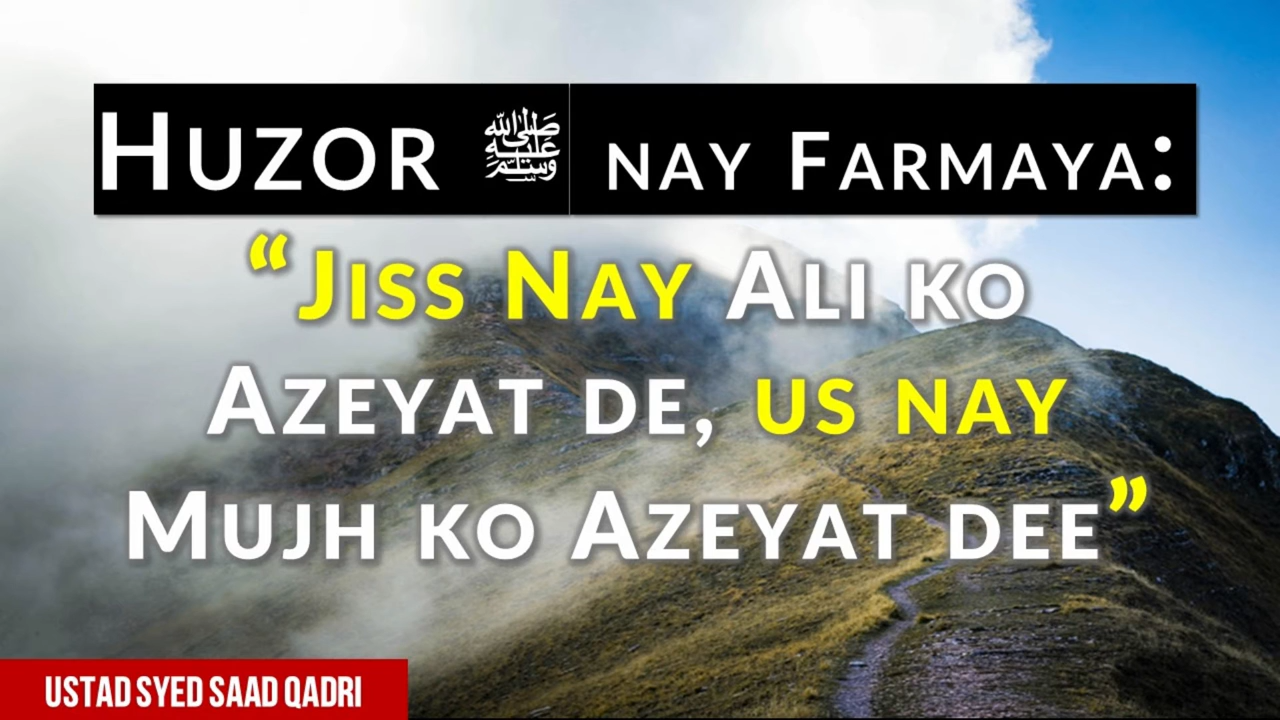 Huzor ﷺ nay Farmaya:
“Jiss Nay Ali ko
Azeyat de, us nay
Mujh ko Azeyat dee”
USTAD SYED SAAD QADRI